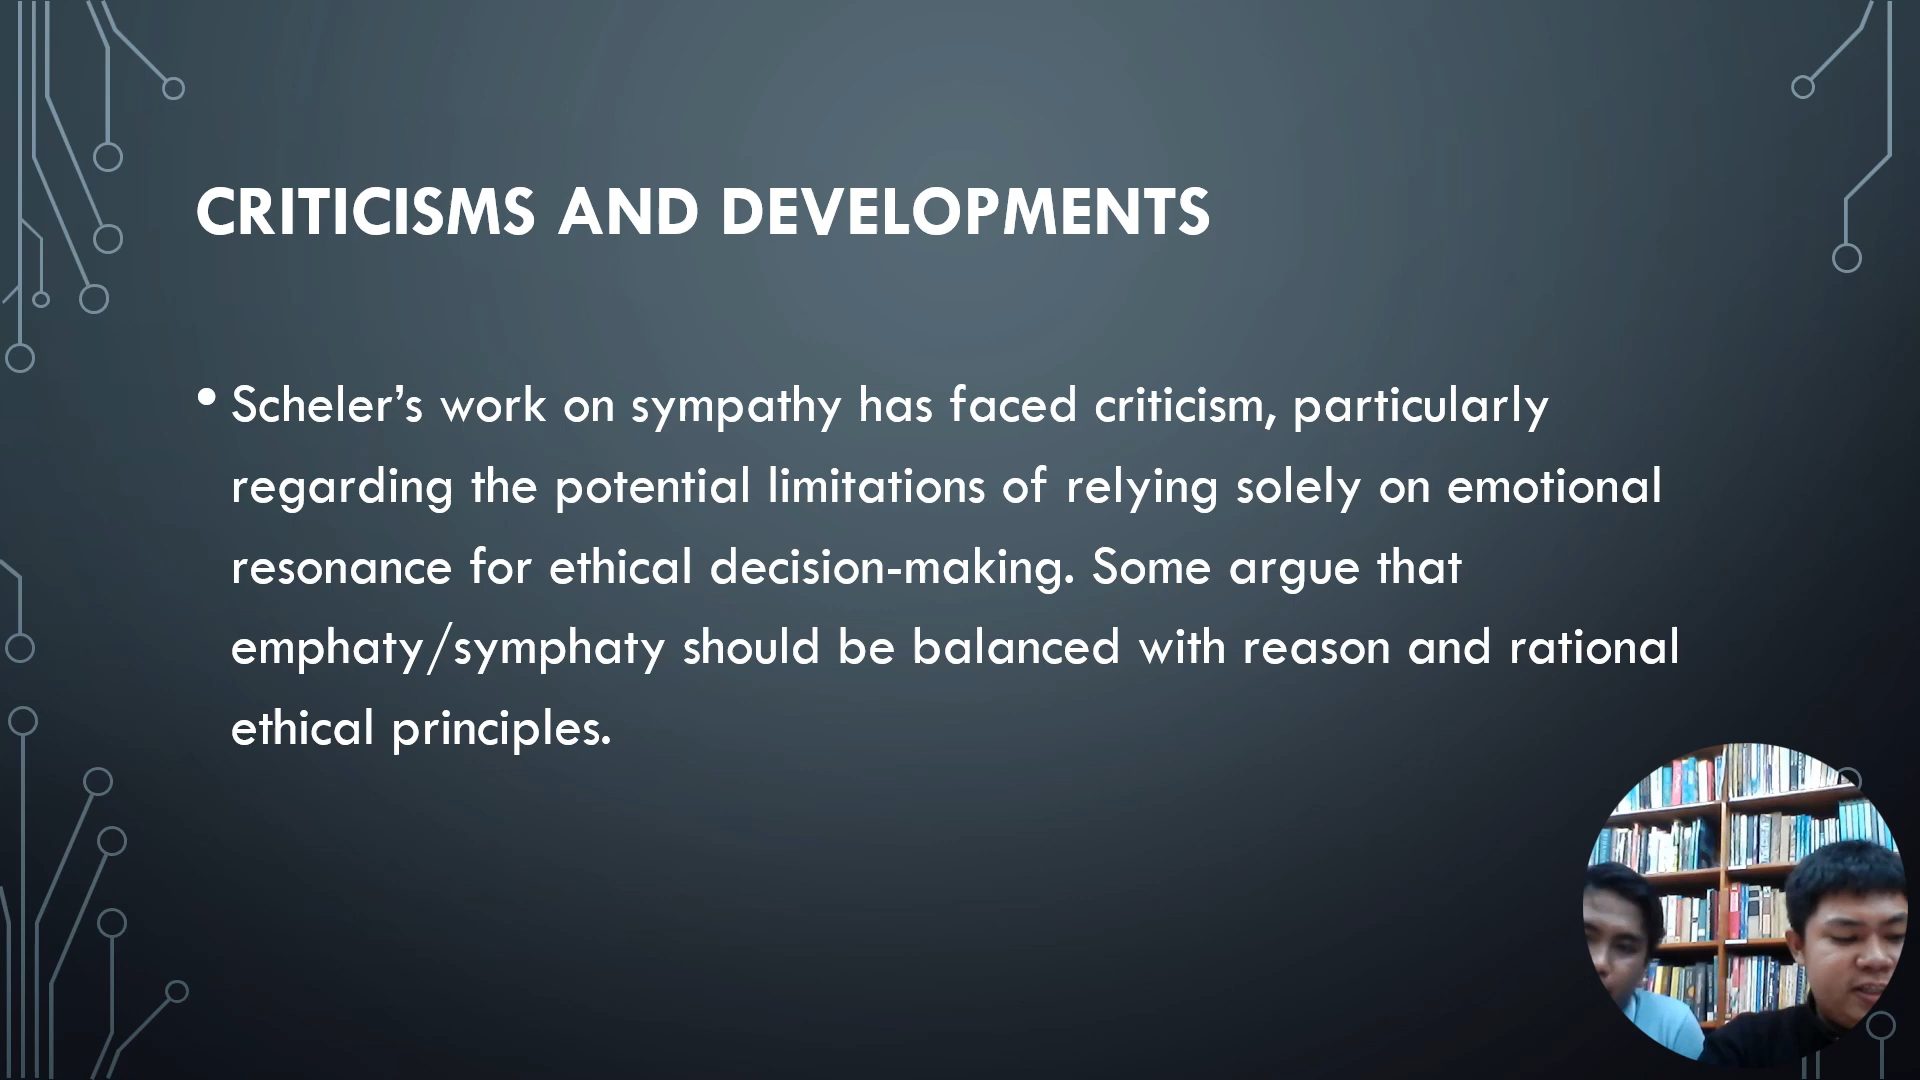 CRITICISMS AND DEVELOPMENTS
• Scheler’s work on sympathy has faced criticism, particularly
regarding the potential limitations of relying solely on emotional
resonance for ethical decision-making. Some argue that
emphaty/symphaty should be balanced with reason and rational
ethical principles.